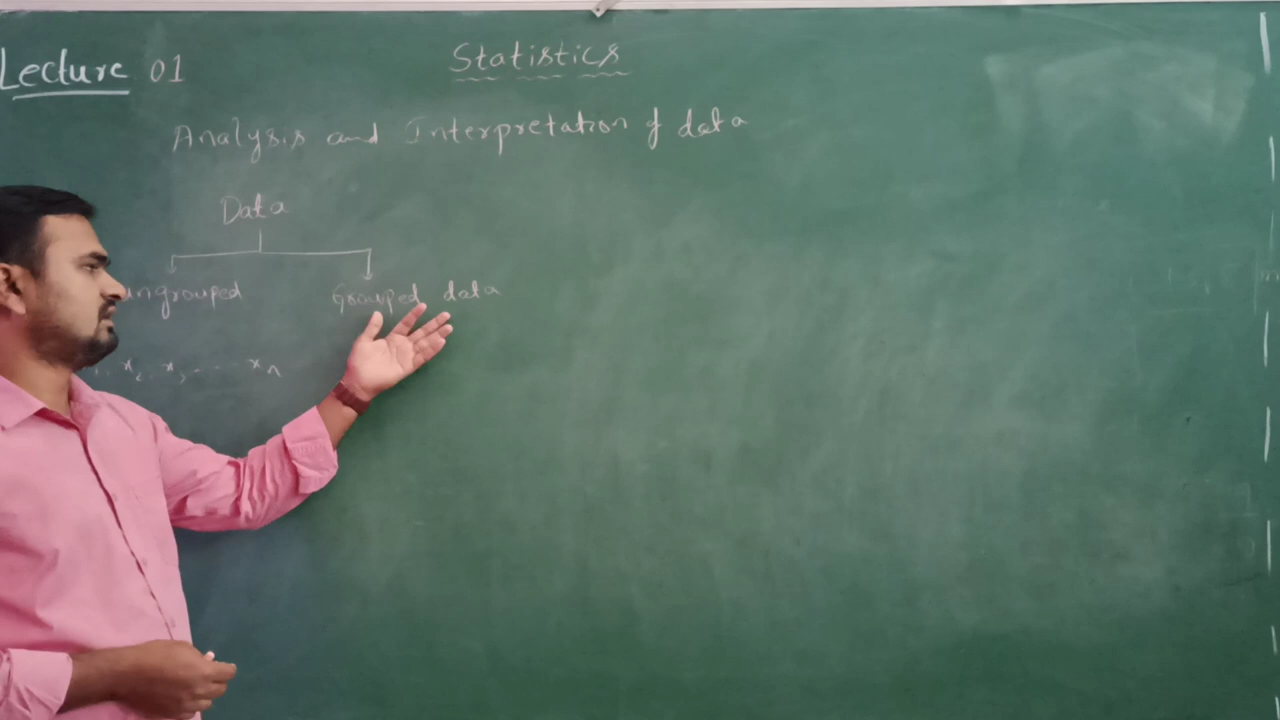 Lecture 01
Statistics
Analysis and Interpretation of data
Data
ungrouped
Grouped data
x₂, x₃ ---- xₙ